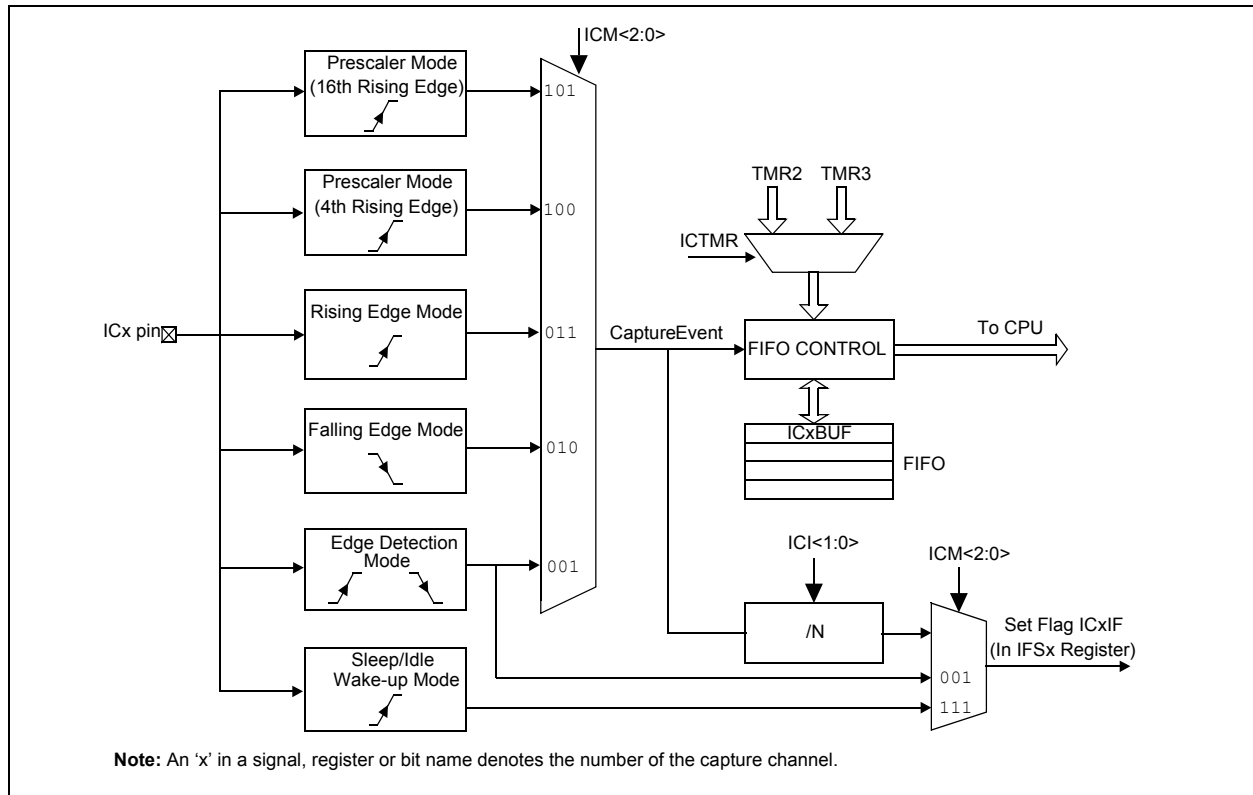 ICM<2:0>
Prescaler Mode
(16th Rising Edge)
101
Prescaler Mode
(4th Rising Edge)
100
TMR2 TMR3
ICTMR
ICx pin
Rising Edge Mode
011
CaptureEvent
FIFO CONTROL
To CPU
Falling Edge Mode
010
ICxBUF
FIFO
Edge Detection
Mode
001
ICI<1:0>
ICM<2:0>
/N
Set Flag ICxIF
(In IFSx Register)
Sleep/Idle
Wake-up Mode
001
111
Note: An ‘x’ in a signal, register or bit name denotes the number of the capture channel.